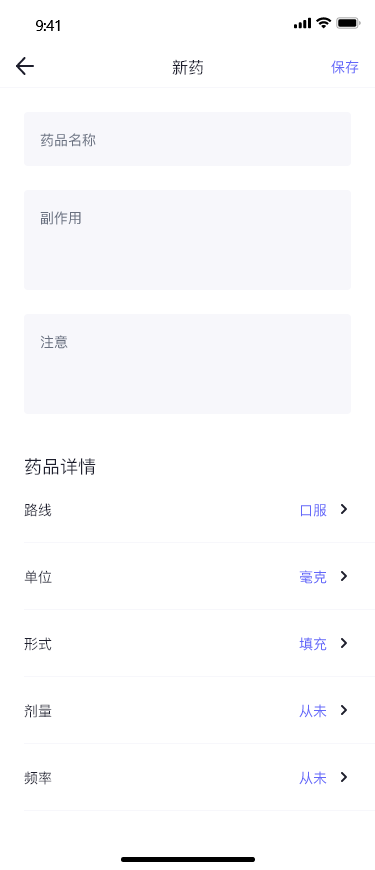 9:41
新药
保存
药品名称
副作用
注意
药品详情
路线
口服
单位
毫克
形式
填充
剂量
从未
频率
从未